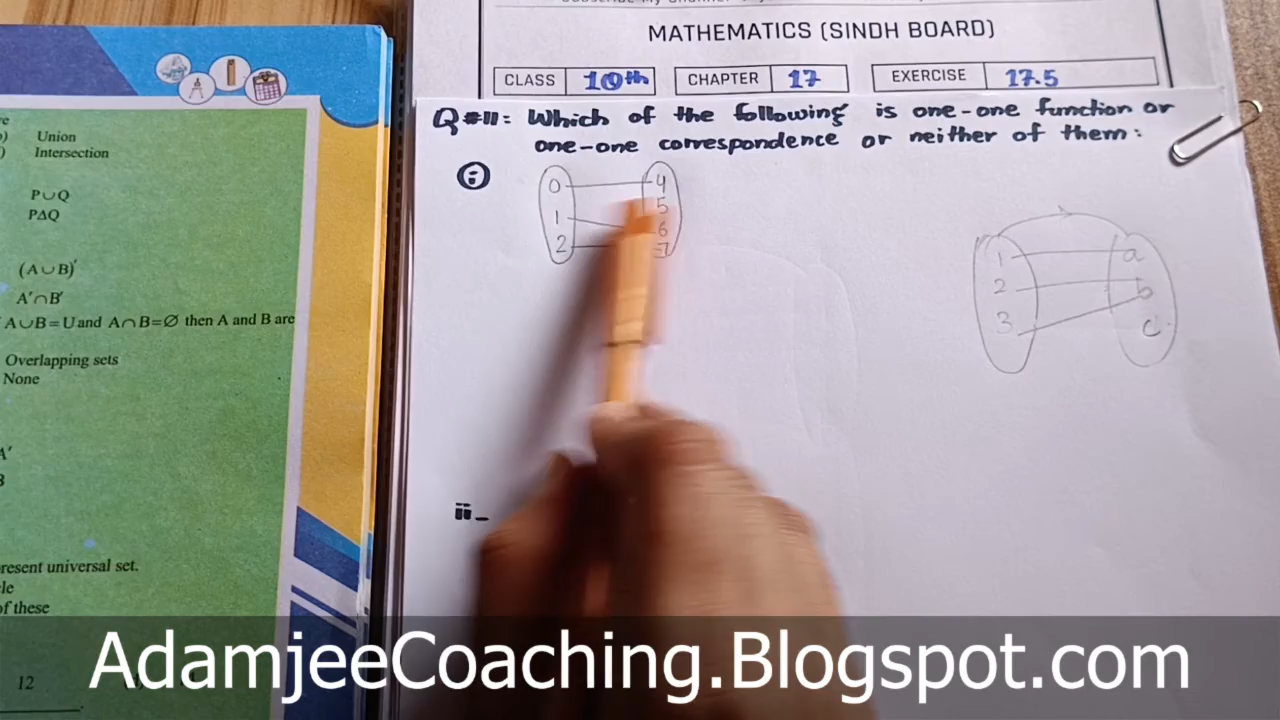 MATHEMATICS (SINDH BOARD)
CLASS 10th CHAPTER 17 EXERCISE 17.5
Q#11: Which of the following is one-one function or
one-one correspondence or neither of them:
i
0 4
5
1 6
2 7
1 a
2 b
3 c
ii-
Union
Intersection
P∪Q
PΔQ
(A∪B)′
A′∩B′
A∪B=U and A∩B=∅ then A and B are
Overlapping sets
None
A′
resent universal set.
of these
12
AdamjeeCoaching.Blogspot.com